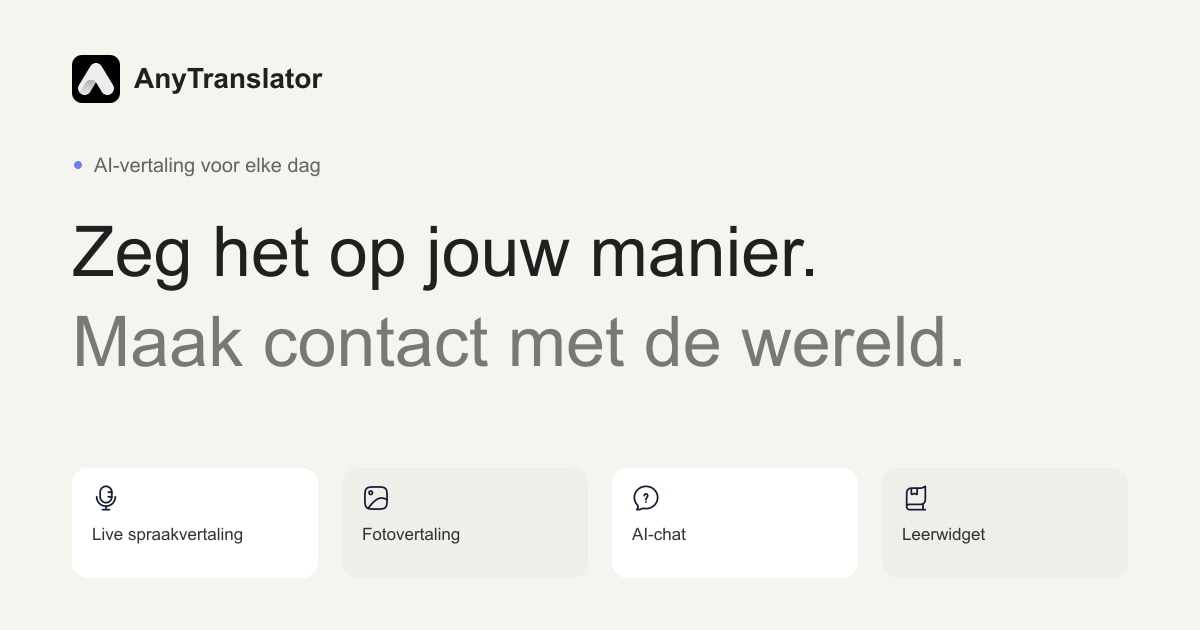 AnyTranslator
AI-vertaling voor elke dag
Zeg het op jouw manier.
Maak contact met de wereld.
Live spraakvertaling
Fotovertaling
AI-chat
Leerwidget